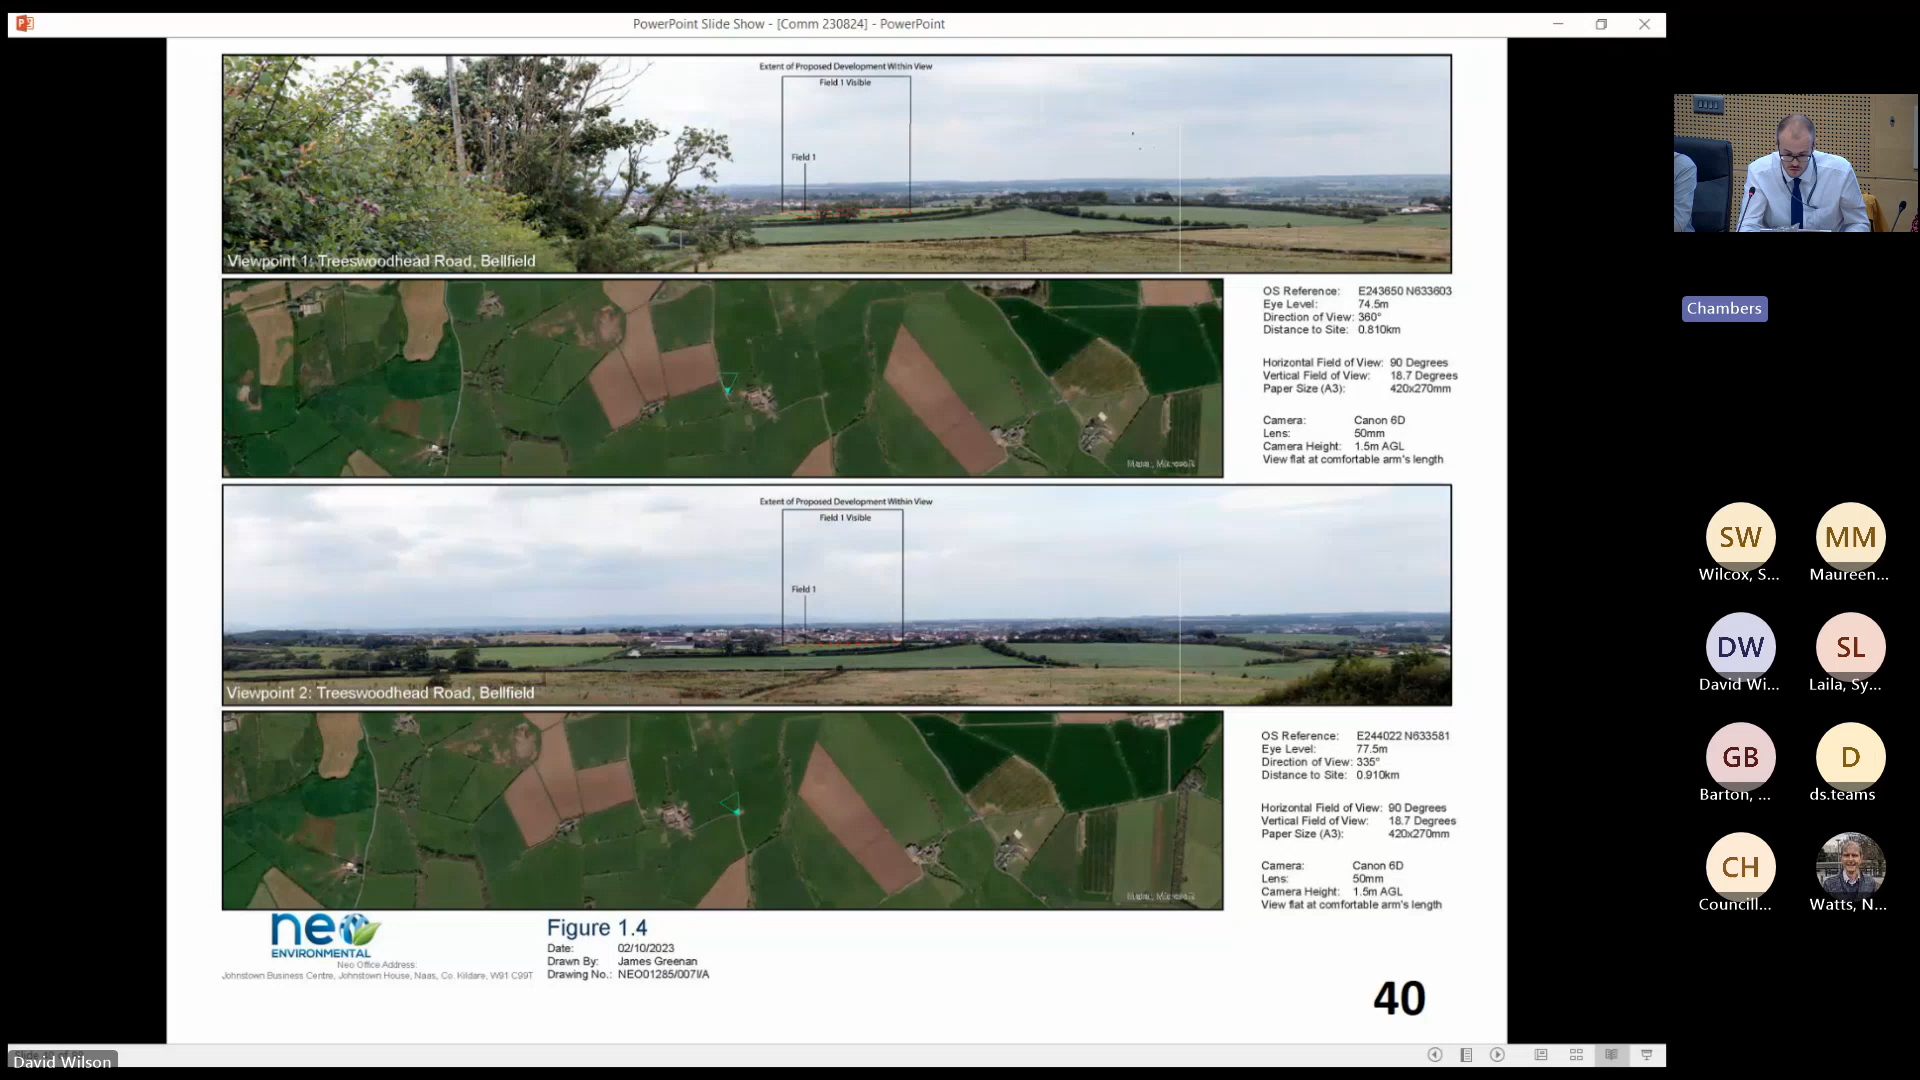 PowerPoint Slide Show - [Comm 230824] - PowerPoint
Extent of Proposed Development Within View
Field 1 Visible
Field 1
Viewpoint 1: Treeswoodhead Road, Bellfield
OS Reference: E243650 N633603
Eye Level: 74.5m
Direction of View: 360°
Distance to Site: 0.810km
Horizontal Field of View: 90 Degrees
Vertical Field of View: 18.7 Degrees
Paper Size (A3): 420x270mm
Camera: Canon 6D
Lens: 50mm
Camera Height: 1.5m AGL
View flat at comfortable arm's length
Extent of Proposed Development Within View
Field 1 Visible
Field 1
Viewpoint 2: Treeswoodhead Road, Bellfield
OS Reference: E244022 N633581
Eye Level: 77.5m
Direction of View: 335°
Distance to Site: 0.910km
Horizontal Field of View: 90 Degrees
Vertical Field of View: 18.7 Degrees
Paper Size (A3): 420x270mm
Camera: Canon 6D
Lens: 50mm
Camera Height: 1.5m AGL
View flat at comfortable arm's length
neo
ENVIRONMENTAL
Neo Office Address:
Johnstown Business Centre, Johnstown House, Naas, Co. Kildare, W91 C99T
Figure 1.4
Date: 02/10/2023
Drawn By: James Greenan
Drawing No.: NEO01285/007I/A
40
David Wilson
Chambers
SW
Wilcox, S...
MM
Maureen...
DW
David Wi...
SL
Laila, Sy...
GB
Barton, ...
D
ds.teams
CH
Councill...
Watts, N...